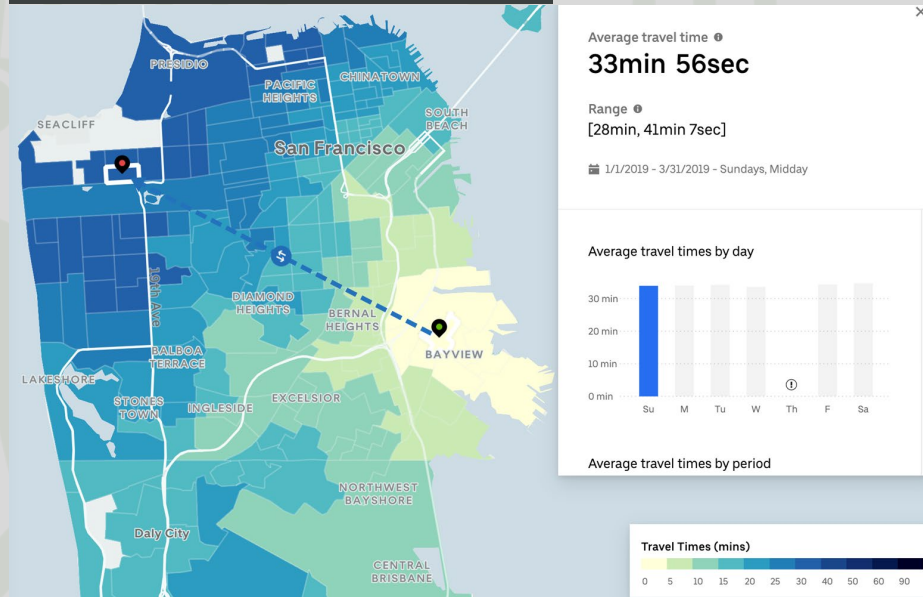 PRESIDIO
PACIFIC
HEIGHTS
CHINATOWN
SOUTH
BEACH
SEACLIFF
San Francisco
19th Ave
DIAMOND
HEIGHTS
BERNAL
HEIGHTS
BAYVIEW
BALBOA
TERRACE
LAKESHORE
STONES
TOWN
INGLESIDE
EXCELSIOR
NORTHWEST
BAYSHORE
Daly City
CENTRAL
BRISBANE
Average travel time
33min 56sec
Range
[28min, 41min 7sec]
1/1/2019 - 3/31/2019 - Sundays, Midday
Average travel times by day
30 min
20 min
10 min
0 min
Su M Tu W Th F Sa
Average travel times by period
Travel Times (mins)
0 5 10 15 20 25 30 40 50 60 90